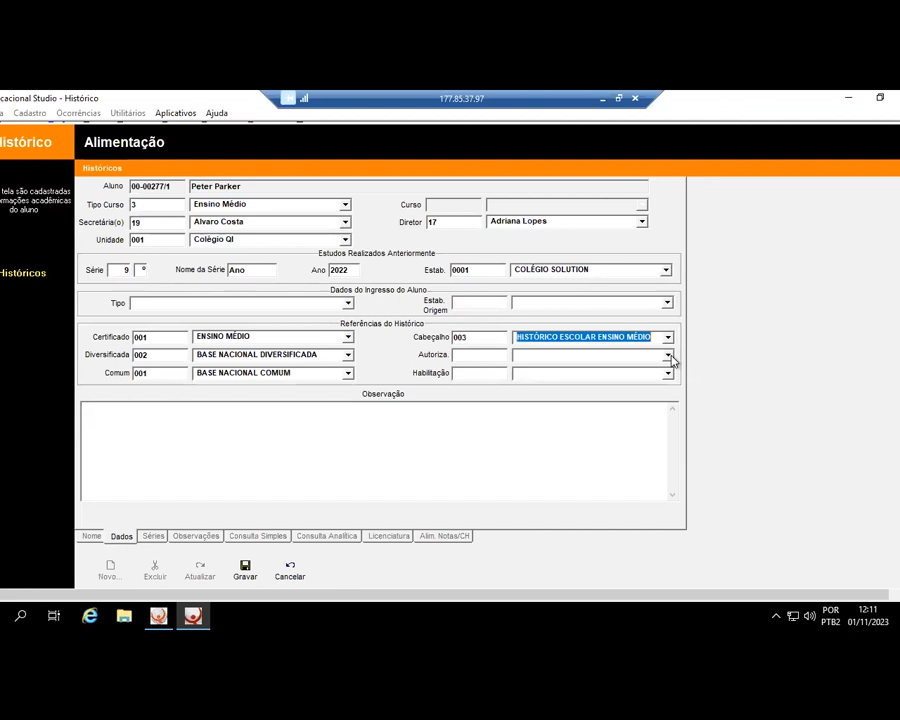 cacional Studio - Histórico
177.85.37.97
a Cadastro Ocorrências Utilitários Aplicativos Ajuda
istórico
Alimentação
Históricos
tela são cadastradas
ormações acadêmicas
do aluno
Históricos
Aluno 00-00277/1 Peter Parker
Tipo Curso 3 Ensino Médio Curso
Secretária(o) 19 Alvaro Costa Diretor 17 Adriana Lopes
Unidade 001 Colégio QI
Estudos Realizados Anteriormente
Série 9 º Nome da Série Ano Ano 2022 Estab. 0001 COLÉGIO SOLUTION
Dados do Ingresso do Aluno
Tipo Estab. Origem
Referências do Histórico
Certificado 001 ENSINO MÉDIO Cabeçalho 003 HISTÓRICO ESCOLAR ENSINO MÉDIO
Diversificada 002 BASE NACIONAL DIVERSIFICADA Autoriza.
Comum 001 BASE NACIONAL COMUM Habilitação
Observação
Nome Dados Séries Observações Consulta Simples Consulta Analítica Licenciatura Alim. Notas/CH
Novo... Excluir Atualizar Gravar Cancelar
POR 12:11
PTB2 01/11/2023